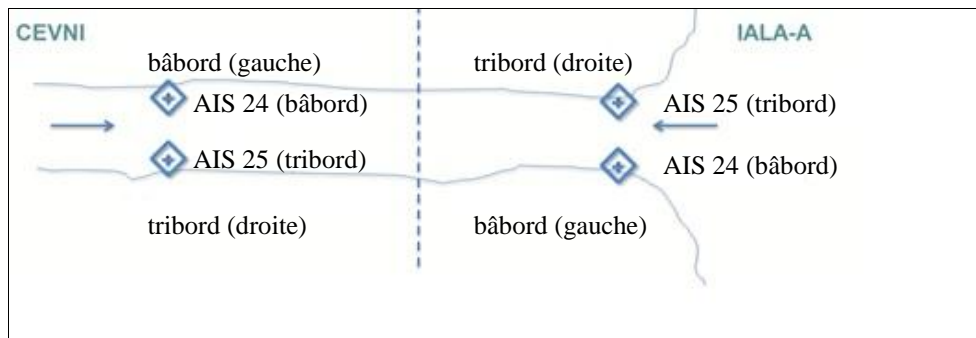 CEVNI
IALA-A
bâbord (gauche)
tribord (droite)
AIS 24 (bâbord)
AIS 25 (tribord)
AIS 25 (tribord)
AIS 24 (bâbord)
tribord (droite)
bâbord (gauche)